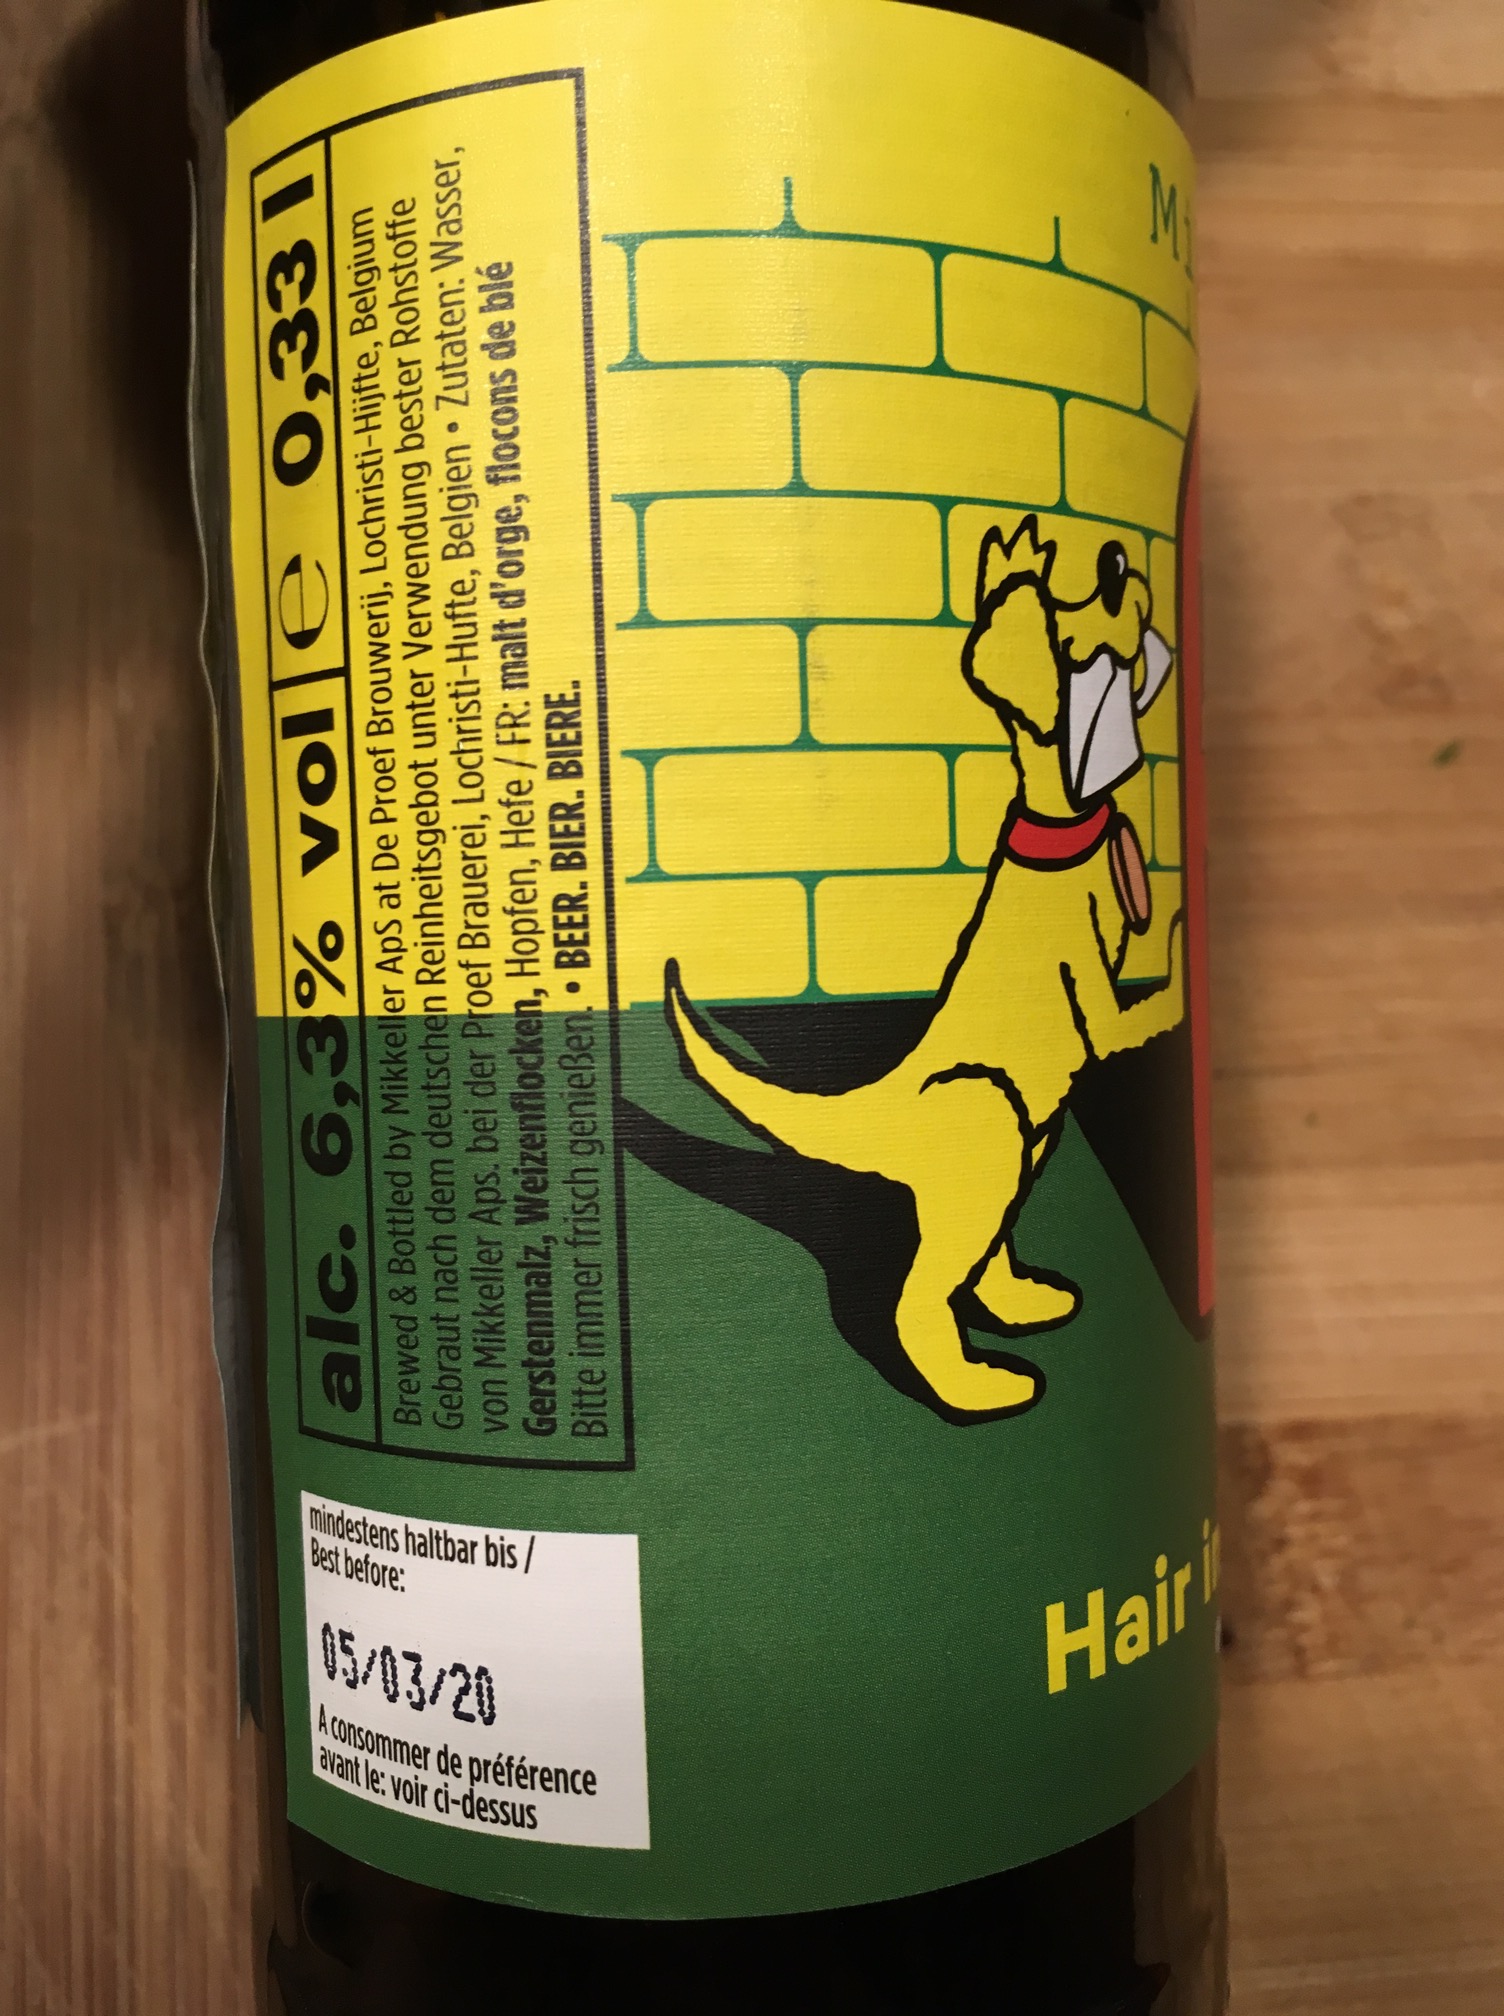 alc. 6,3% vol e 0,33 l
Brewed & Bottled by Mikkeller ApS at De Proef Brouwerij, Lochristi-Hijfte, Belgium
Gebraut nach dem deutschen Reinheitsgebot unter Verwendung bester Rohstoffe
von Mikkeller Aps. bei der Proef Brauerei, Lochristi-Hufte, Belgien • Zutaten: Wasser,
Gerstenmalz, Weizenflocken, Hopfen, Hefe / FR: malt d'orge, flocons de blé
Bitte immer frisch genießen. • BEER. BIER. BIERE.
mindestens haltbar bis /
Best before:
05/03/20
A consommer de préférence
avant le: voir ci-dessus
Hair